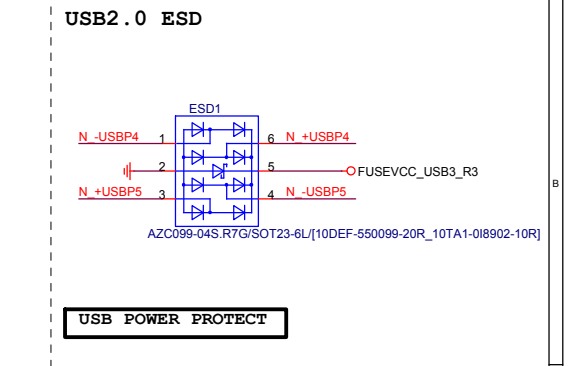 USB2.0 ESD
ESD1
N_-USBP4 1 6 N_+USBP4
2 5 FUSEVCC_USB3_R3
N_+USBP5 3 4 N_-USBP5
B
AZC099-04S.R7G/SOT23-6L/[10DEF-550099-20R_10TA1-0I8902-10R]
USB POWER PROTECT